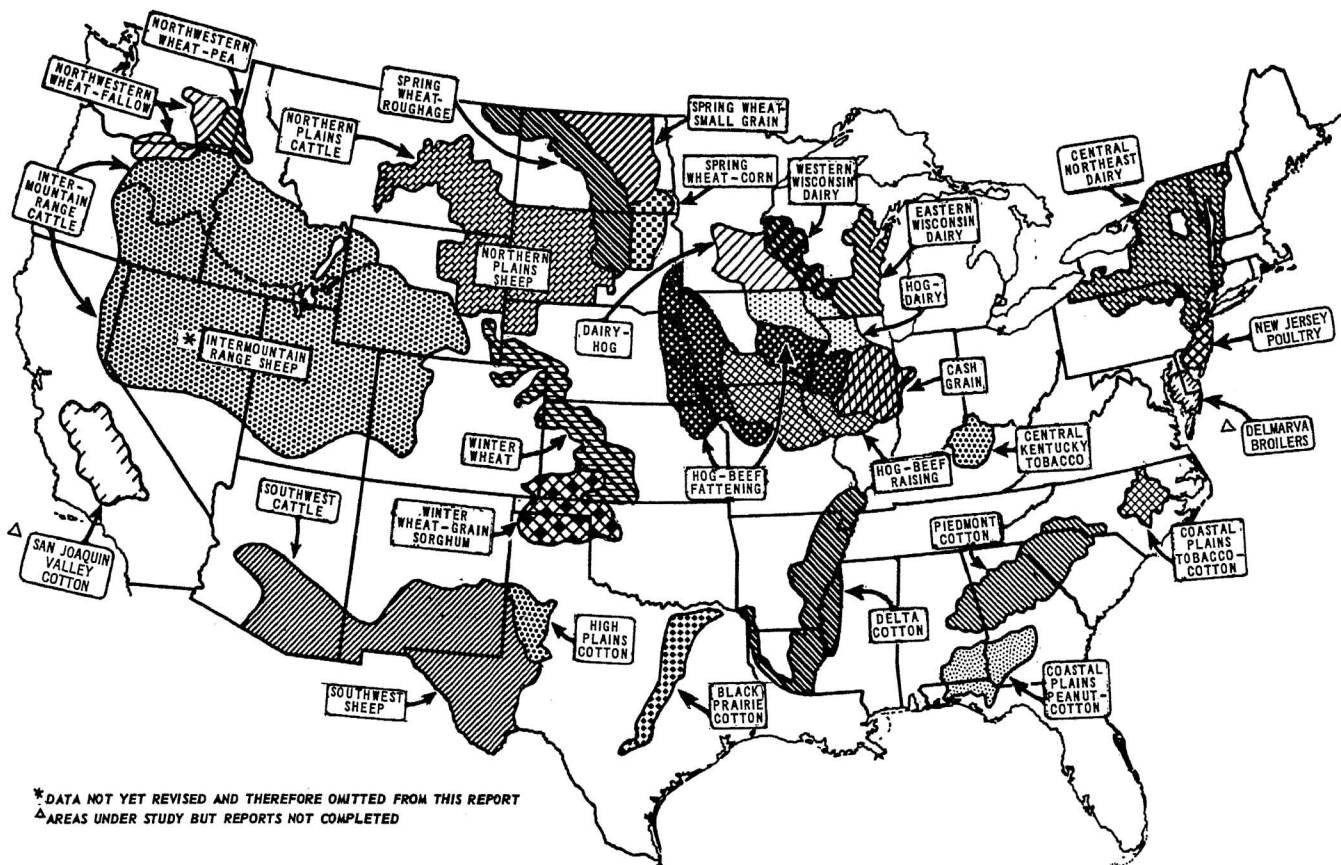 NORTHWESTERN
WHEAT-PEA
NORTHWESTERN
WHEAT-FALLOW
SPRING
WHEAT-
ROUGHAGE
NORTHERN
PLAINS
CATTLE
SPRING WHEAT-
SMALL GRAIN
SPRING
WHEAT-CORN
WESTERN
WISCONSIN
DAIRY
CENTRAL
NORTHEAST
DAIRY
INTER-
MOUNTAIN
RANGE
CATTLE
EASTERN
WISCONSIN
DAIRY
NORTHERN
PLAINS SHEEP
HOG-
DAIRY
* INTERMOUNTAIN
RANGE SHEEP
DAIRY-
HOG
NEW JERSEY
POULTRY
CASH
GRAIN
△ DELMARVA
BROILERS
WINTER
WHEAT
HOG-BEEF
FATTENING
HOG-BEEF
RAISING
CENTRAL
KENTUCKY
TOBACCO
SOUTHWEST
CATTLE
WINTER
WHEAT-GRAIN
SORGHUM
PIEDMONT
COTTON
COASTAL
PLAINS
TOBACCO-
COTTON
△ SAN JOAQUIN
VALLEY
COTTON
HIGH
PLAINS
COTTON
DELTA
COTTON
SOUTHWEST
SHEEP
BLACK
PRAIRIE
COTTON
COASTAL
PLAINS
PEANUT-
COTTON
* DATA NOT YET REVISED AND THEREFORE OMITTED FROM THIS REPORT
△ AREAS UNDER STUDY BUT REPORTS NOT COMPLETED